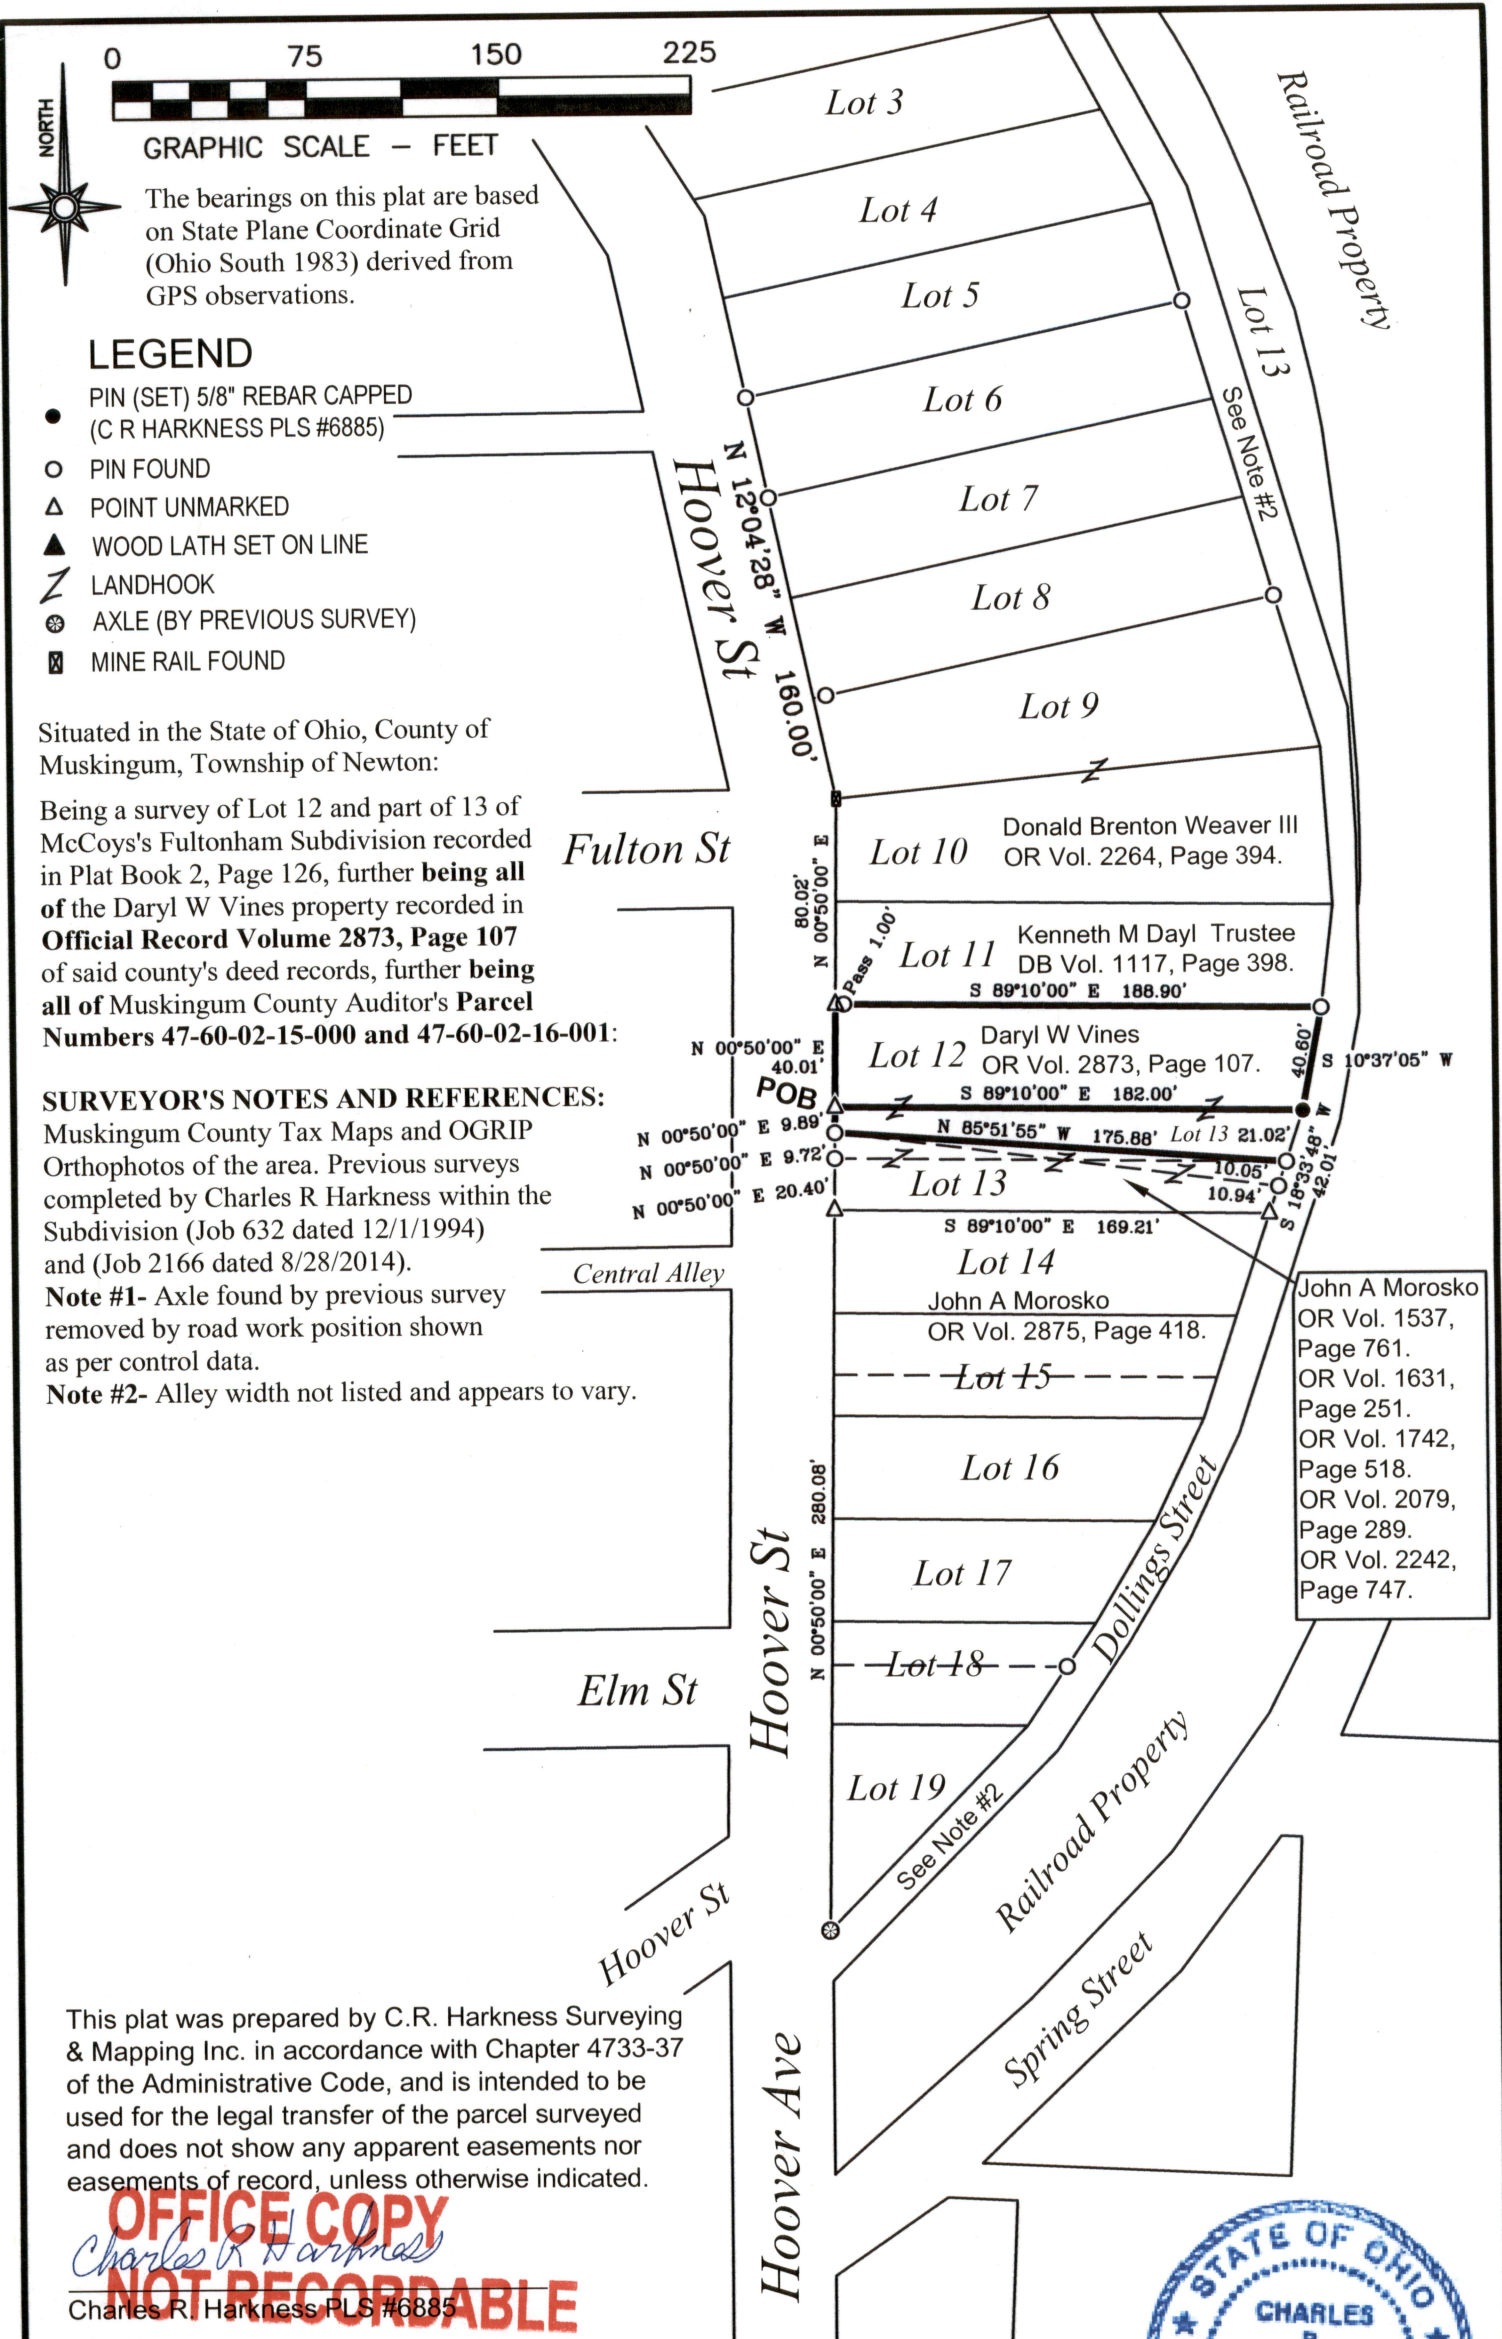 0 75 150 225
GRAPHIC SCALE – FEET
NORTH
The bearings on this plat are based
on State Plane Coordinate Grid
(Ohio South 1983) derived from
GPS observations.
LEGEND
PIN (SET) 5/8" REBAR CAPPED
(C R HARKNESS PLS #6885)
PIN FOUND
POINT UNMARKED
WOOD LATH SET ON LINE
LANDHOOK
AXLE (BY PREVIOUS SURVEY)
MINE RAIL FOUND
Situated in the State of Ohio, County of
Muskingum, Township of Newton:
Being a survey of Lot 12 and part of 13 of
McCoys's Fultonham Subdivision recorded
in Plat Book 2, Page 126, further being all
of the Daryl W Vines property recorded in
Official Record Volume 2873, Page 107
of said county's deed records, further being
all of Muskingum County Auditor's Parcel
Numbers 47-60-02-15-000 and 47-60-02-16-001:
SURVEYOR'S NOTES AND REFERENCES:
Muskingum County Tax Maps and OGRIP
Orthophotos of the area. Previous surveys
completed by Charles R Harkness within the
Subdivision (Job 632 dated 12/1/1994)
and (Job 2166 dated 8/28/2014).
Note #1- Axle found by previous survey
removed by road work position shown
as per control data.
Note #2- Alley width not listed and appears to vary.
Lot 3
Lot 4
Lot 5
Lot 6
Lot 7
Lot 8
Lot 9
Railroad Property
Lot 13
See Note #2
Hoover St
N 12°04'28" W 160.00'
Fulton St
80.02'
N 00°50'00" E
Lot 10
Donald Brenton Weaver III
OR Vol. 2264, Page 394.
Pass 1.00'
Lot 11
Kenneth M Dayl Trustee
DB Vol. 1117, Page 398.
S 89°10'00" E 188.90'
N 00°50'00" E
40.01'
Lot 12
Daryl W Vines
OR Vol. 2873, Page 107.
40.60'
S 10°37'05" W
POB
S 89°10'00" E 182.00'
N 00°50'00" E 9.89'
N 85°51'55" W 175.88' Lot 13 21.02'
N 00°50'00" E 9.72'
10.05'
S 18°33'48" W
42.01'
Lot 13
10.94'
N 00°50'00" E 20.40'
S 89°10'00" E 169.21'
Central Alley
Lot 14
John A Morosko
OR Vol. 2875, Page 418.
Lot 15
Lot 16
N 00°50'00" E 280.08'
Lot 17
Lot 18
Lot 19
John A Morosko
OR Vol. 1537,
Page 761.
OR Vol. 1631,
Page 251.
OR Vol. 1742,
Page 518.
OR Vol. 2079,
Page 289.
OR Vol. 2242,
Page 747.
Dollings Street
Hoover St
Elm St
See Note #2
Railroad Property
Hoover St
Spring Street
Hoover Ave
This plat was prepared by C.R. Harkness Surveying
& Mapping Inc. in accordance with Chapter 4733-37
of the Administrative Code, and is intended to be
used for the legal transfer of the parcel surveyed
and does not show any apparent easements nor
easements of record, unless otherwise indicated.
OFFICE COPY
Charles R Harkness
NOT RECORDABLE
Charles R. Harkness PLS #6885
STATE OF OHIO
CHARLES